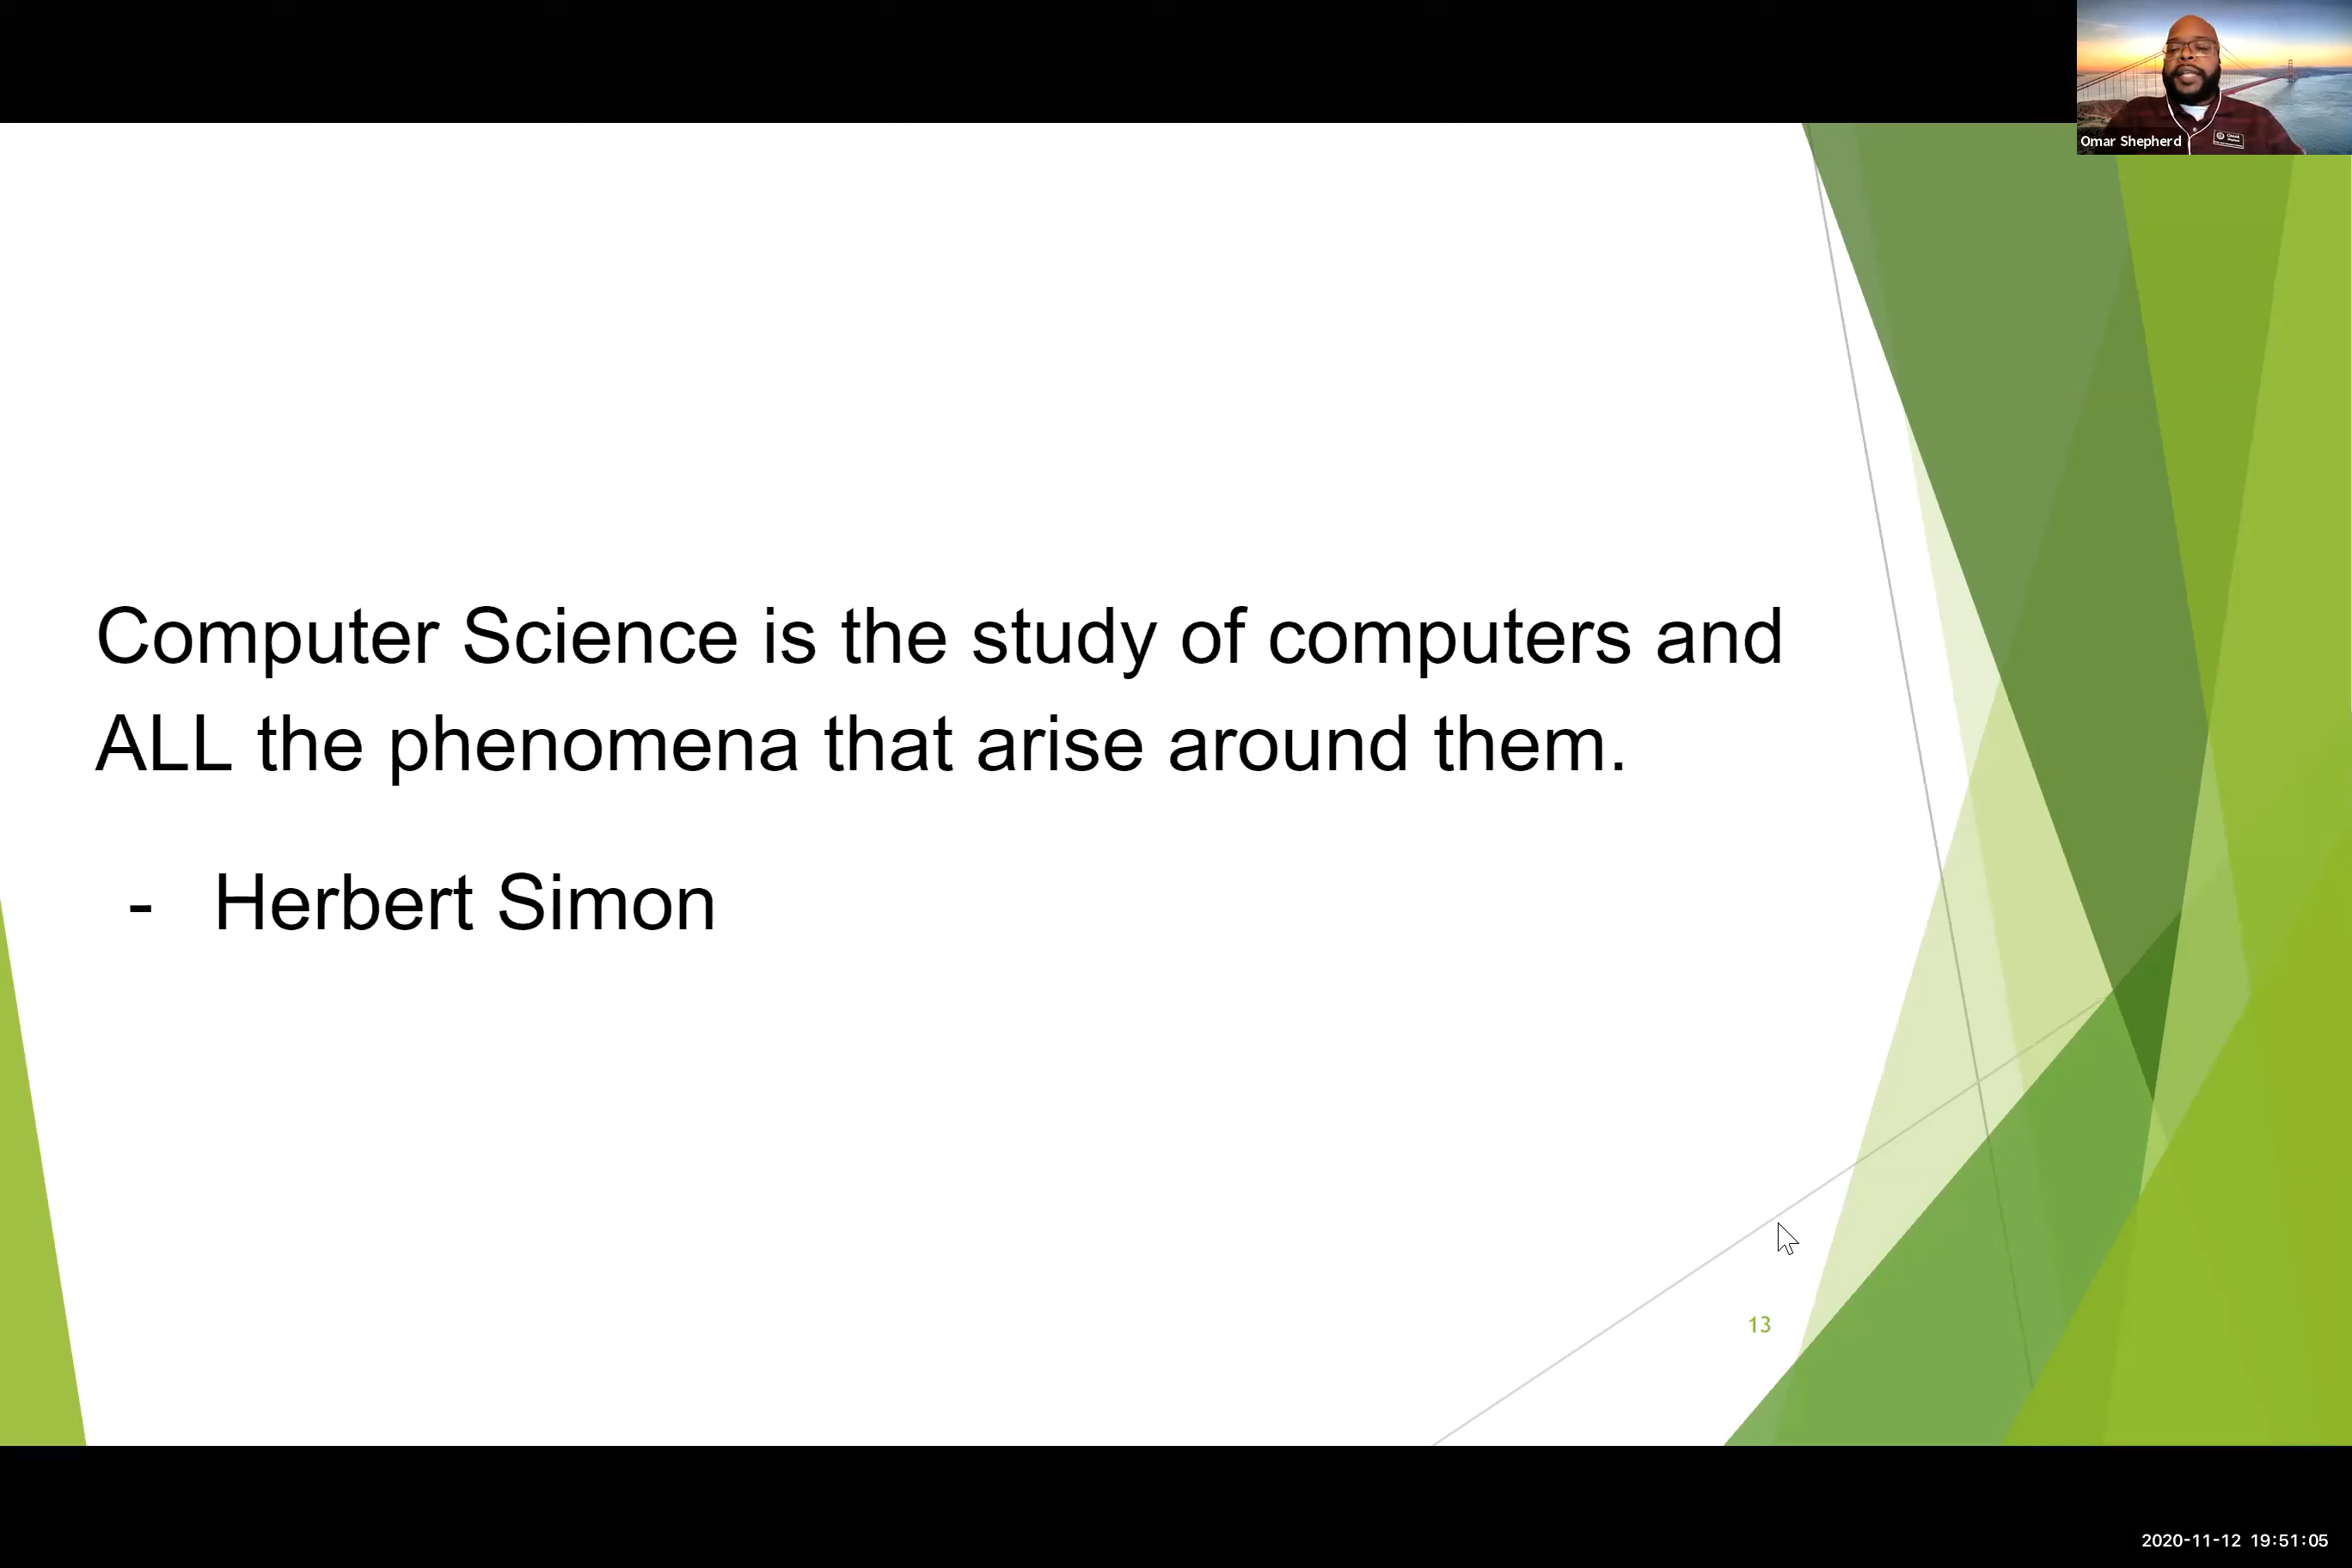 Omar Shepherd
Computer Science is the study of computers and
ALL the phenomena that arise around them.
- Herbert Simon
13
2020-11-12 19:51:05